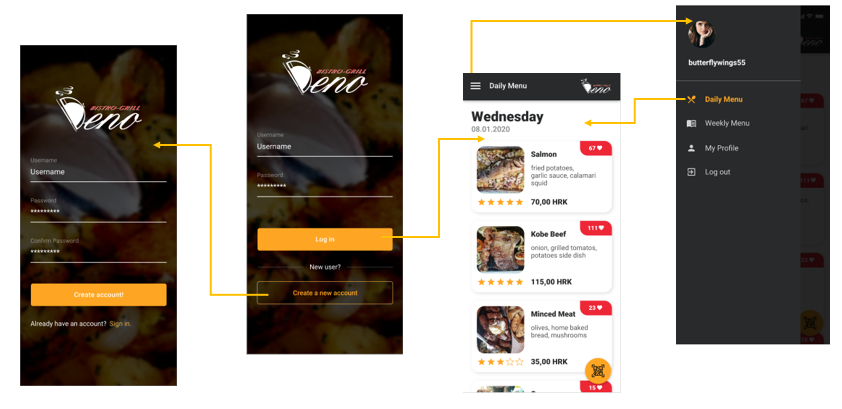 BISTRO-GRILL
Beno
Username
Username
Password
*********
Confirm Password
*********
Create account!
Already have an account? Sign in.
BISTRO-GRILL
Beno
Username
Username
Password
*********
Log in
New user?
Create a new account
Daily Menu
Beno
Wednesday
08.01.2020
Salmon
67
fried potatoes,
garlic sauce, calamari
squid
70,00 HRK
Kobe Beef
111
onion, grilled tomatos,
potatoes side dish
115,00 HRK
Minced Meat
23
olives, home baked
bread, mushrooms
35,00 HRK
15
butterflywings55
Daily Menu
Weekly Menu
My Profile
Log out